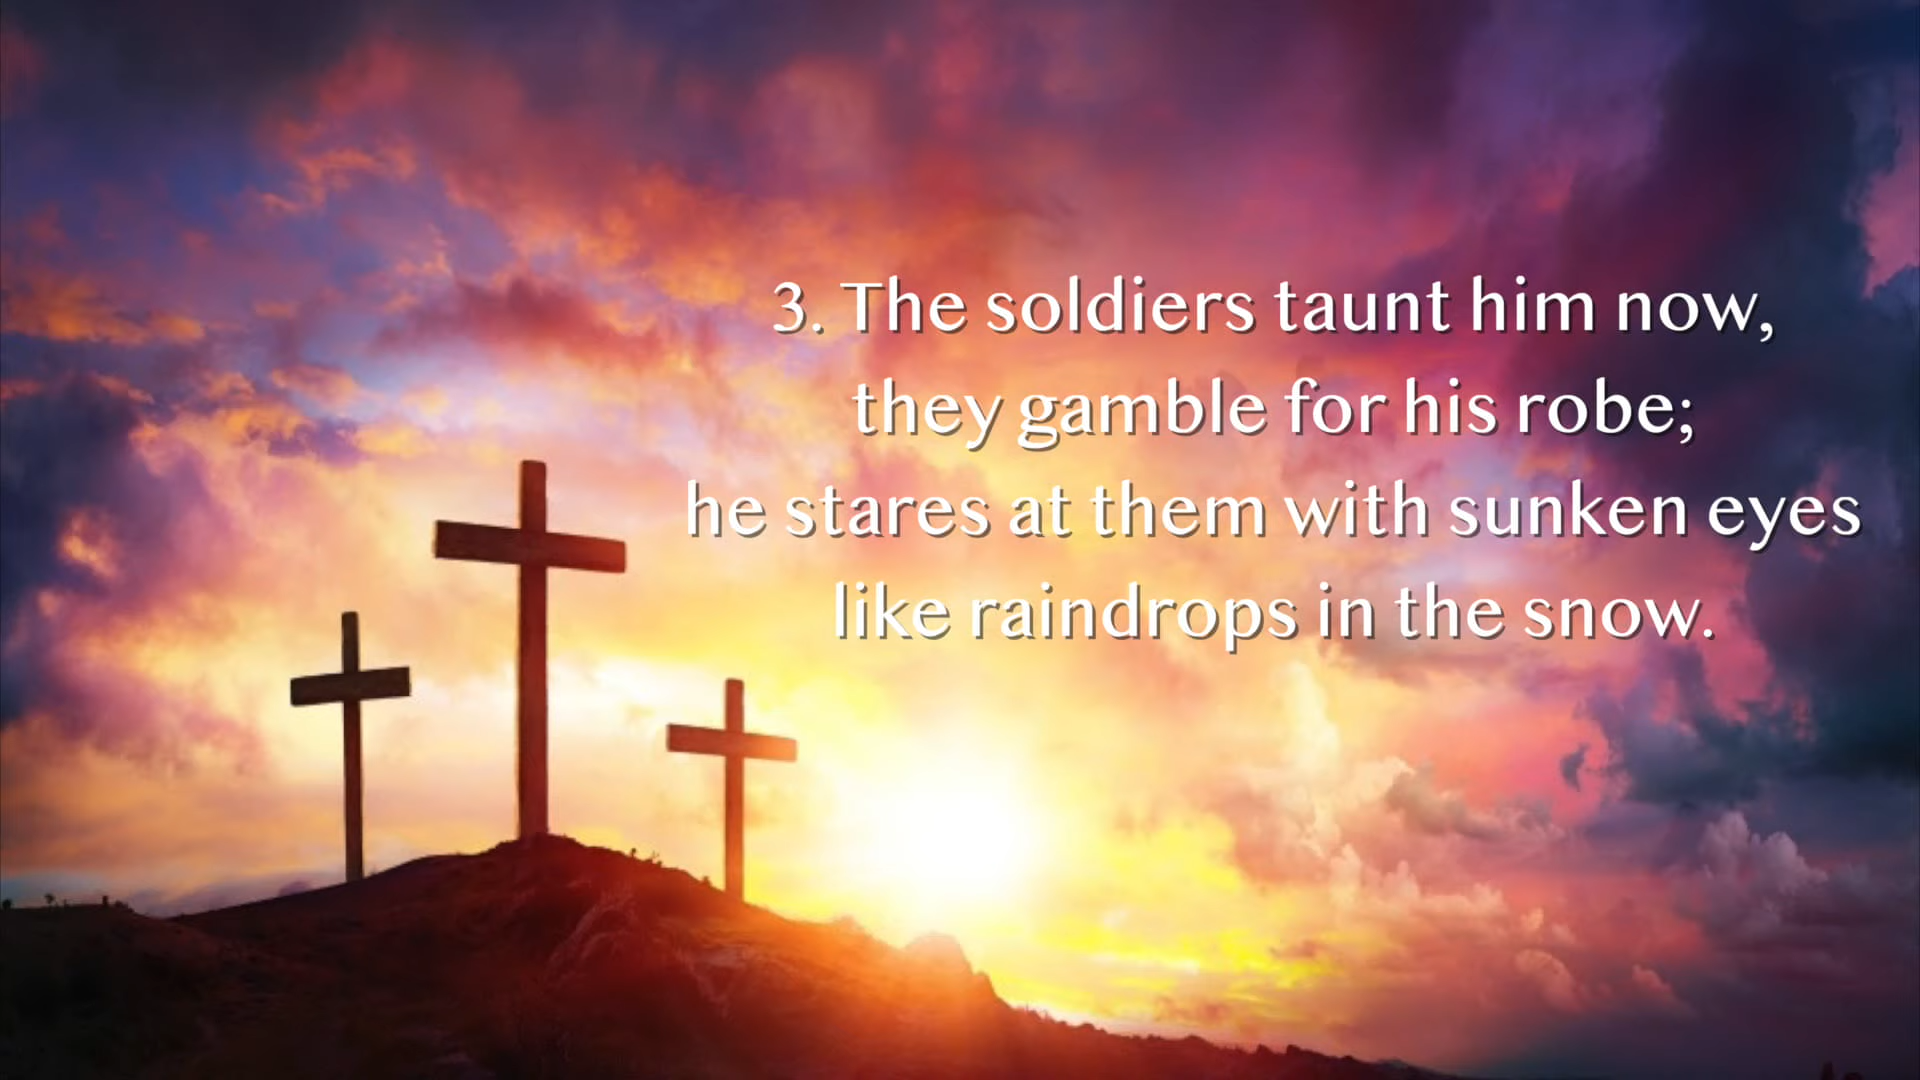 3. The soldiers taunt him now,
they gamble for his robe;
he stares at them with sunken eyes
like raindrops in the snow.